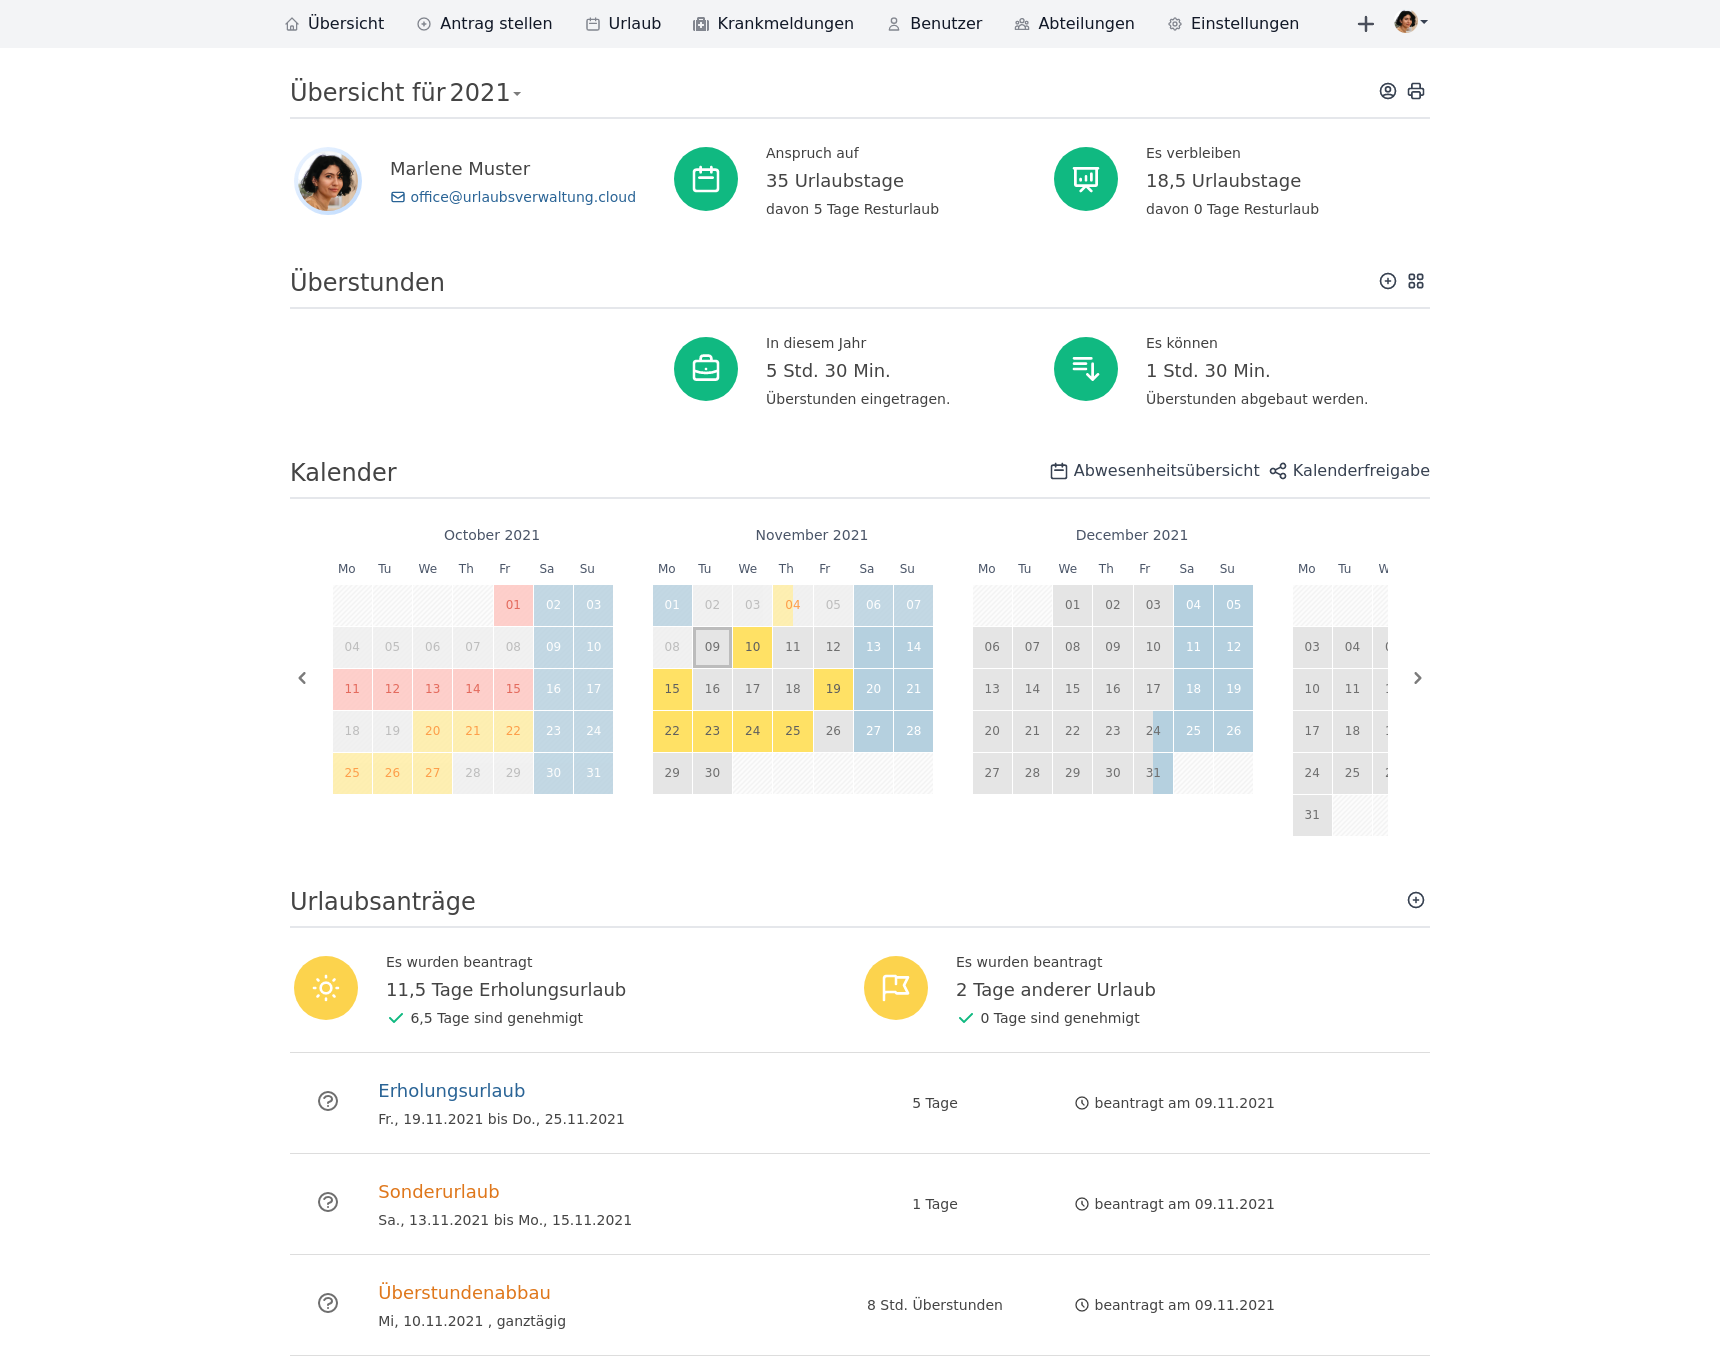 Übersicht Antrag stellen Urlaub Krankmeldungen Benutzer Abteilungen Einstellungen
Übersicht für 2021
Marlene Muster
office@urlaubsverwaltung.cloud
Anspruch auf
35 Urlaubstage
davon 5 Tage Resturlaub
Es verbleiben
18,5 Urlaubstage
davon 0 Tage Resturlaub
Überstunden
In diesem Jahr
5 Std. 30 Min.
Überstunden eingetragen.
Es können
1 Std. 30 Min.
Überstunden abgebaut werden.
Kalender
Abwesenheitsübersicht Kalenderfreigabe
October 2021
Mo Tu We Th Fr Sa Su
01 02 03
04 05 06 07 08 09 10
11 12 13 14 15 16 17
18 19 20 21 22 23 24
25 26 27 28 29 30 31
November 2021
Mo Tu We Th Fr Sa Su
01 02 03 04 05 06 07
08 09 10 11 12 13 14
15 16 17 18 19 20 21
22 23 24 25 26 27 28
29 30
December 2021
Mo Tu We Th Fr Sa Su
01 02 03 04 05
06 07 08 09 10 11 12
13 14 15 16 17 18 19
20 21 22 23 24 25 26
27 28 29 30 31
Mo Tu
03 04
10 11
17 18
24 25
31
Urlaubsanträge
Es wurden beantragt
11,5 Tage Erholungsurlaub
6,5 Tage sind genehmigt
Es wurden beantragt
2 Tage anderer Urlaub
0 Tage sind genehmigt
Erholungsurlaub
Fr., 19.11.2021 bis Do., 25.11.2021
5 Tage
beantragt am 09.11.2021
Sonderurlaub
Sa., 13.11.2021 bis Mo., 15.11.2021
1 Tage
beantragt am 09.11.2021
Überstundenabbau
Mi, 10.11.2021 , ganztägig
8 Std. Überstunden
beantragt am 09.11.2021